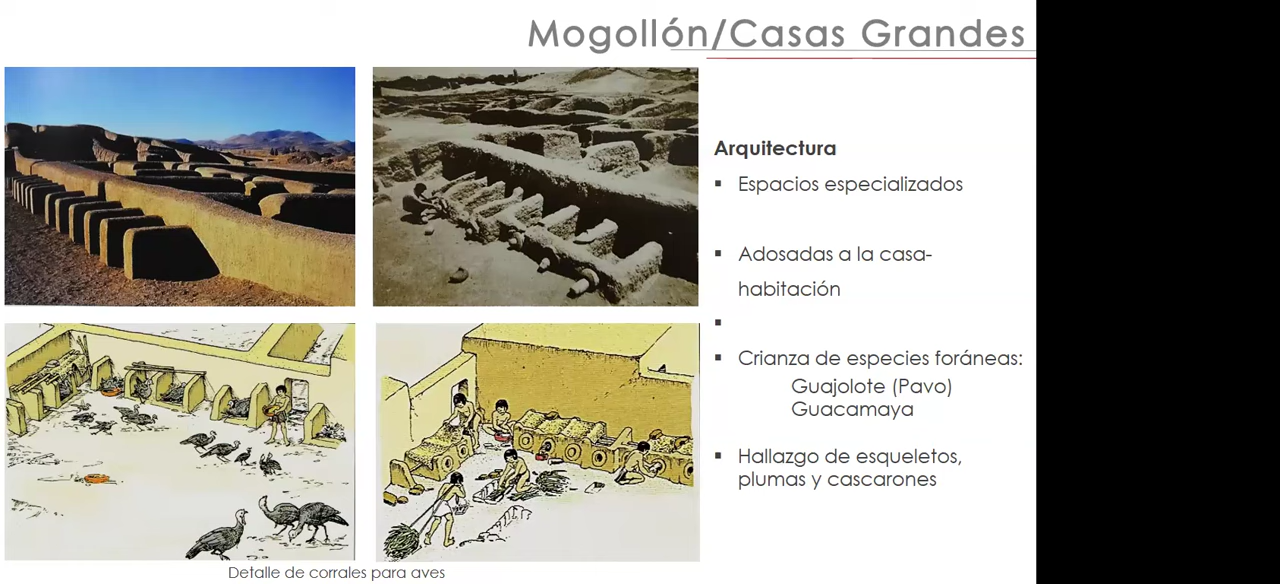 Mogollón/Casas Grandes
Arquitectura
▪ Espacios especializados
▪ Adosadas a la casa-
habitación
▪
▪ Crianza de especies foráneas:
Guajolote (Pavo)
Guacamaya
▪ Hallazgo de esqueletos,
plumas y cascarones
Detalle de corrales para aves